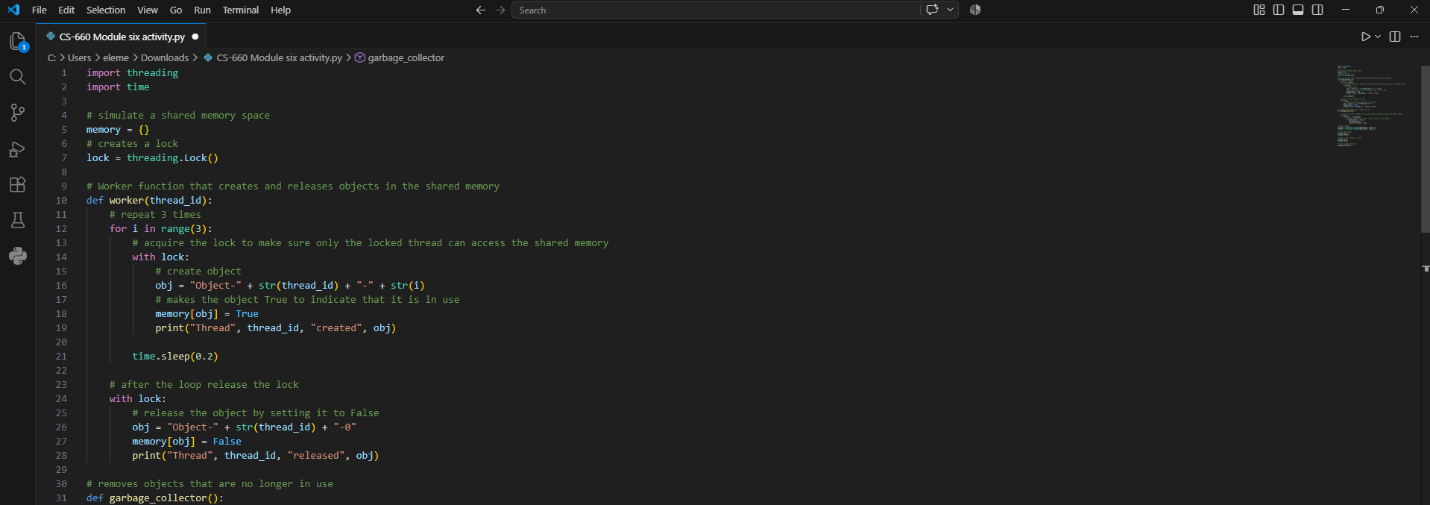 File Edit Selection View Go Run Terminal Help
Search
1
CS-660 Module six activity.py
C: > Users > eleme > Downloads > CS-660 Module six activity.py > garbage_collector
1 import threading
2 import time
3
4 # simulate a shared memory space
5 memory = {}
6 # creates a lock
7 lock = threading.Lock()
8
9 # Worker function that creates and releases objects in the shared memory
10 def worker(thread_id):
11     # repeat 3 times
12     for i in range(3):
13         # acquire the lock to make sure only the locked thread can access the shared memory
14         with lock:
15             # create object
16             obj = "Object-" + str(thread_id) + "-" + str(i)
17             # makes the object True to indicate that it is in use
18             memory[obj] = True
19             print("Thread", thread_id, "created", obj)
20
21         time.sleep(0.2)
22
23     # after the loop release the lock
24     with lock:
25         # release the object by setting it to False
26         obj = "Object-" + str(thread_id) + "-0"
27         memory[obj] = False
28         print("Thread", thread_id, "released", obj)
29
30 # removes objects that are no longer in use
31 def garbage_collector():